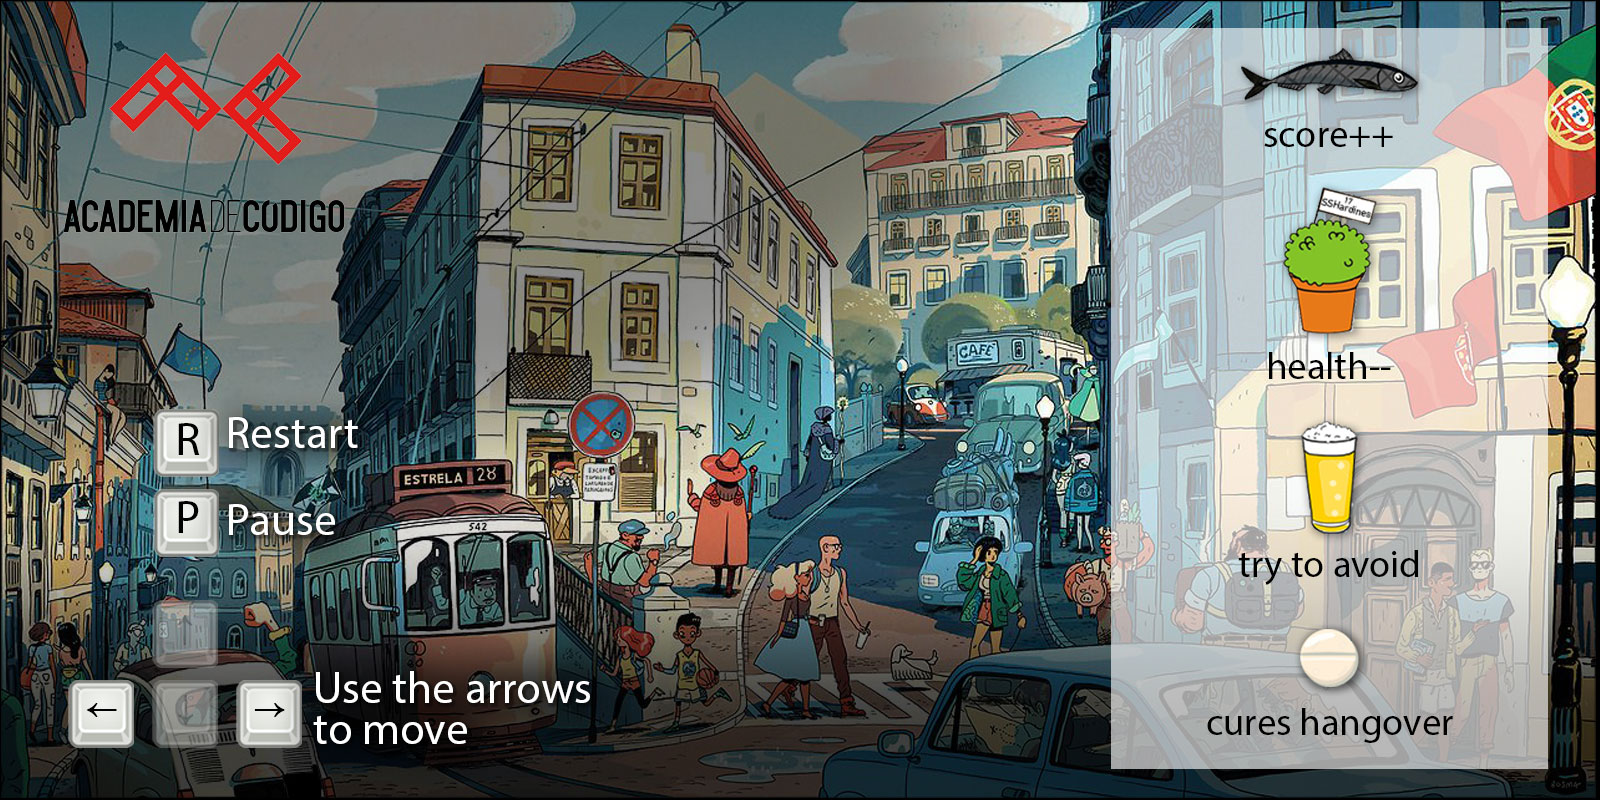 ACADEMIA DE CÓDIGO
R Restart
P Pause
← → Use the arrows
to move
ESTRELA 28
542
CAFÉ
score++
17
SSHardines
health--
try to avoid
cures hangover